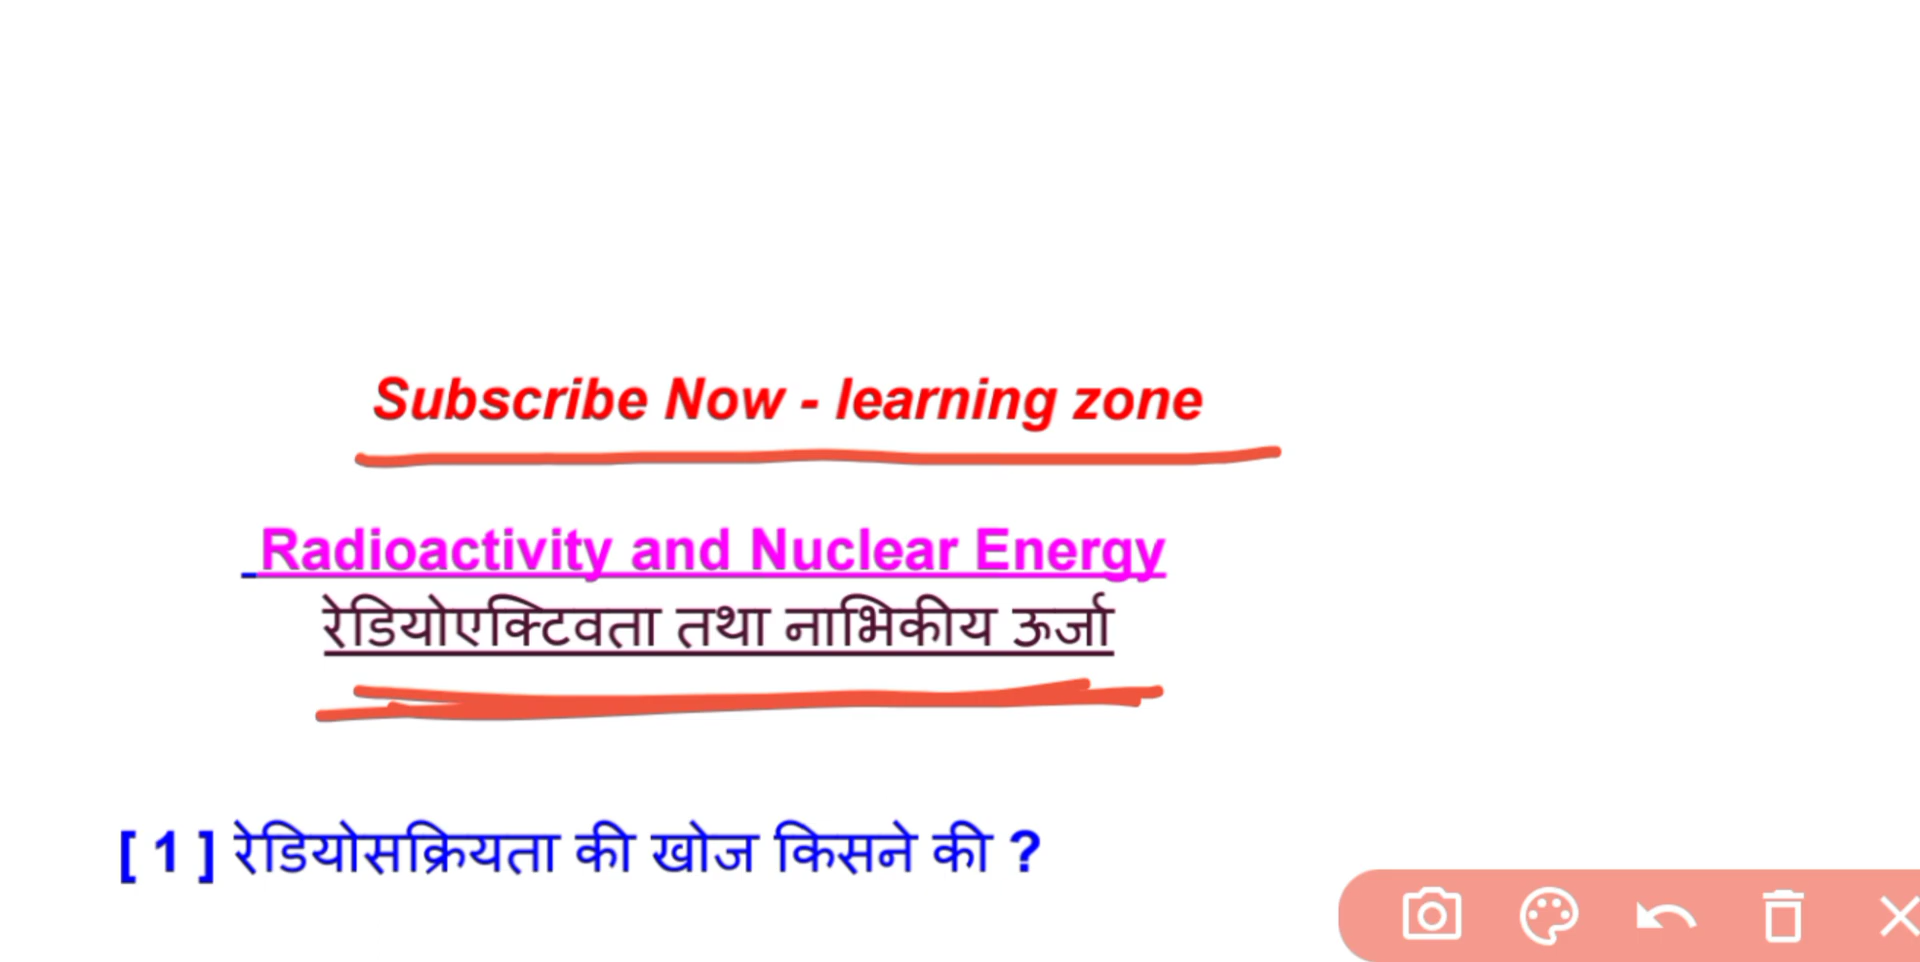 Subscribe Now - learning zone
Radioactivity and Nuclear Energy
रेडियोएक्टिवता तथा नाभिकीय ऊर्जा
[ 1 ] रेडियोसक्रियता की खोज किसने की ?